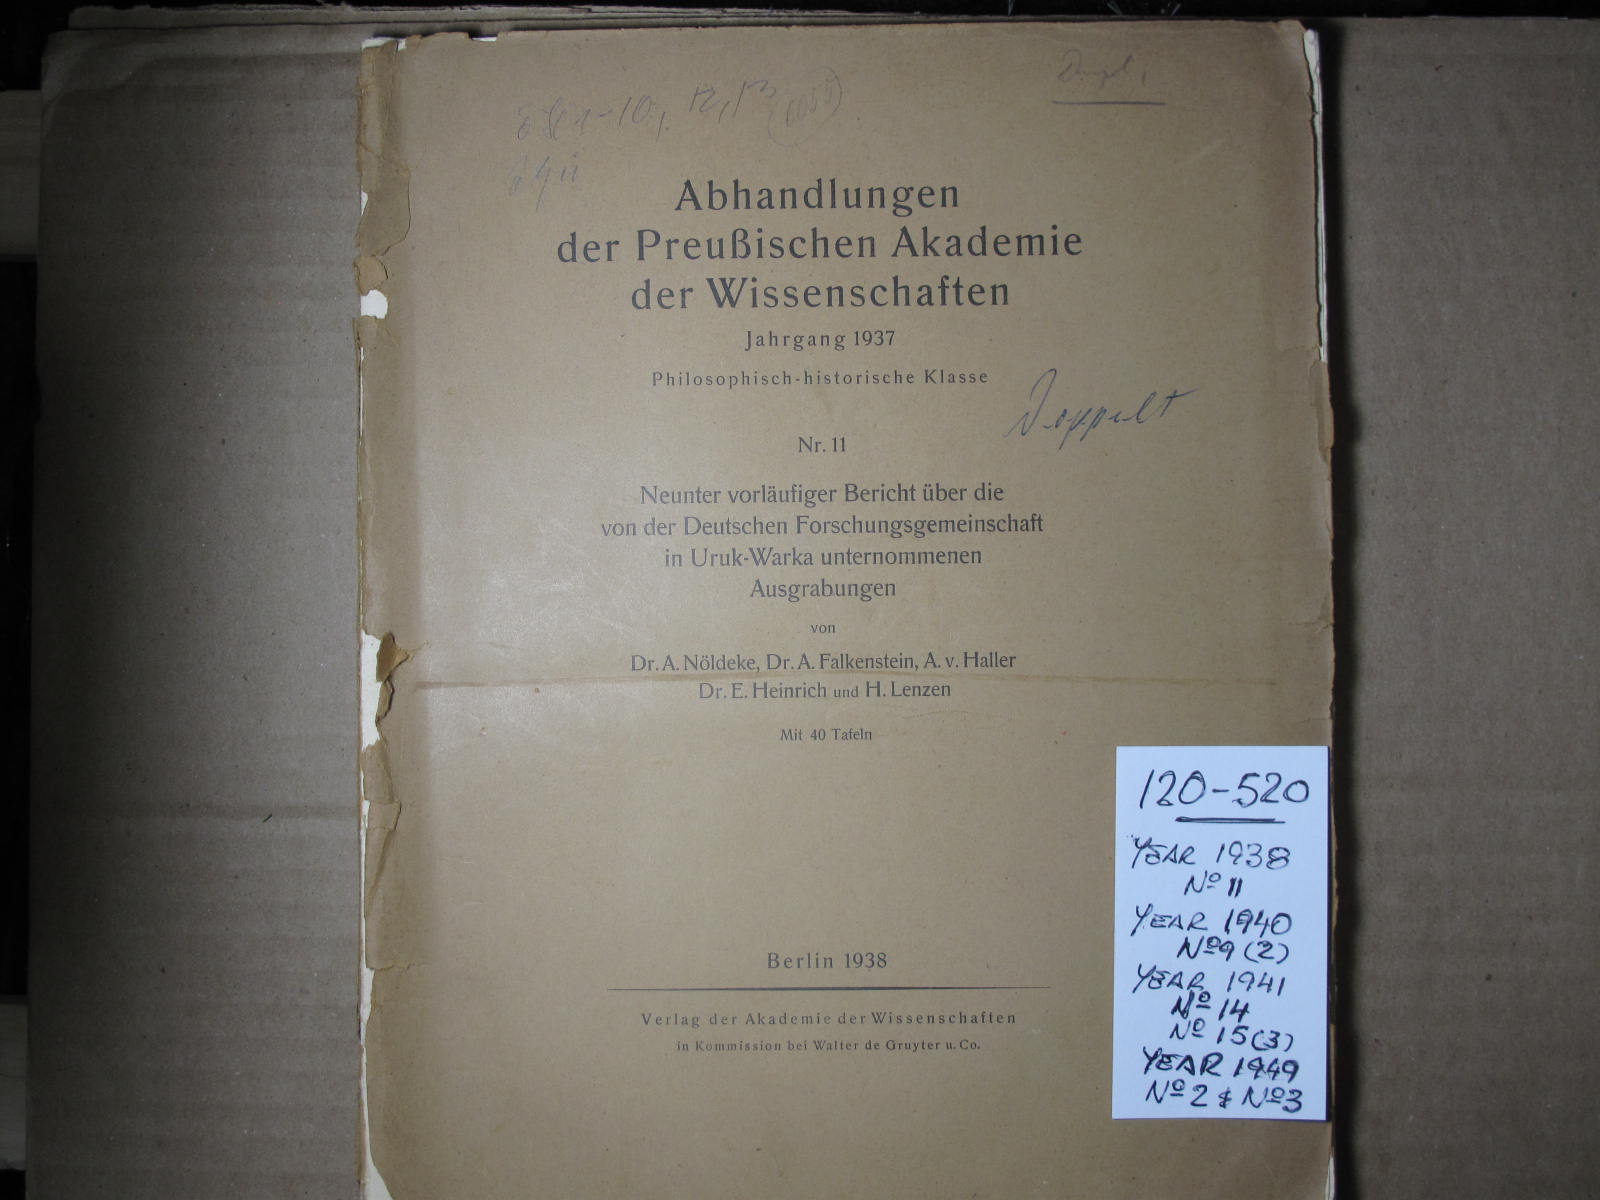 Dupl.
Abhandlungen
der Preußischen Akademie
der Wissenschaften
Jahrgang 1937
Philosophisch-historische Klasse
Doppelt
Nr. 11
Neunter vorläufiger Bericht über die
von der Deutschen Forschungsgemeinschaft
in Uruk-Warka unternommenen
Ausgrabungen
von
Dr. A. Nöldeke, Dr. A. Falkenstein, A. v. Haller
Dr. E. Heinrich und H. Lenzen
Mit 40 Tafeln
Berlin 1938
Verlag der Akademie der Wissenschaften
in Kommission bei Walter de Gruyter u. Co.
120-520
YEAR 1938
Nº 11
YEAR 1940
Nº 9 (2)
YEAR 1941
Nº 14
Nº 15 (3)
YEAR 1949
Nº 2 & Nº 3